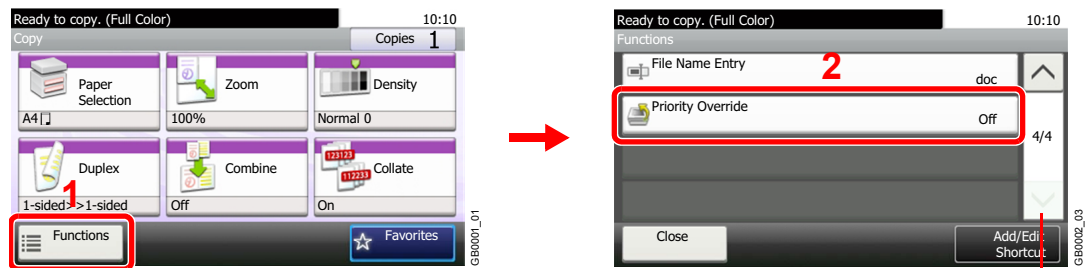 Ready to copy. (Full Color)
10:10
Copy
Copies 1
Paper
Selection
A4
Zoom
100%
Density
Normal 0
Duplex
1-sided>>1-sided
Combine
Off
123123
112233
Collate
On
1
Functions
Favorites
GB0001_01
Ready to copy. (Full Color)
10:10
Functions
File Name Entry
doc
2
Priority Override
Off
4/4
Close
Add/Edit
Shortcut
GB0002_03